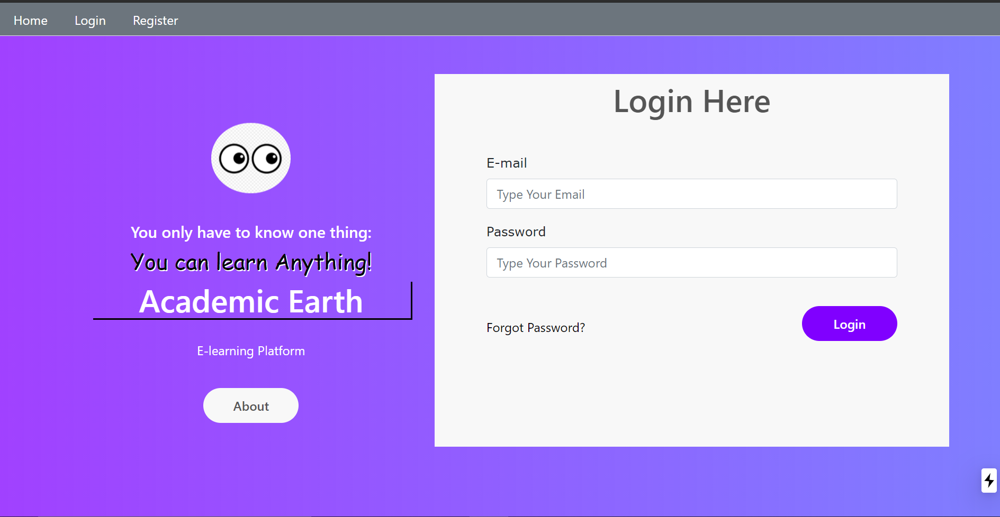 Home Login Register
You only have to know one thing:
You can learn Anything!
Academic Earth
E-learning Platform
About
Login Here
E-mail
Type Your Email
Password
Type Your Password
Forgot Password?
Login